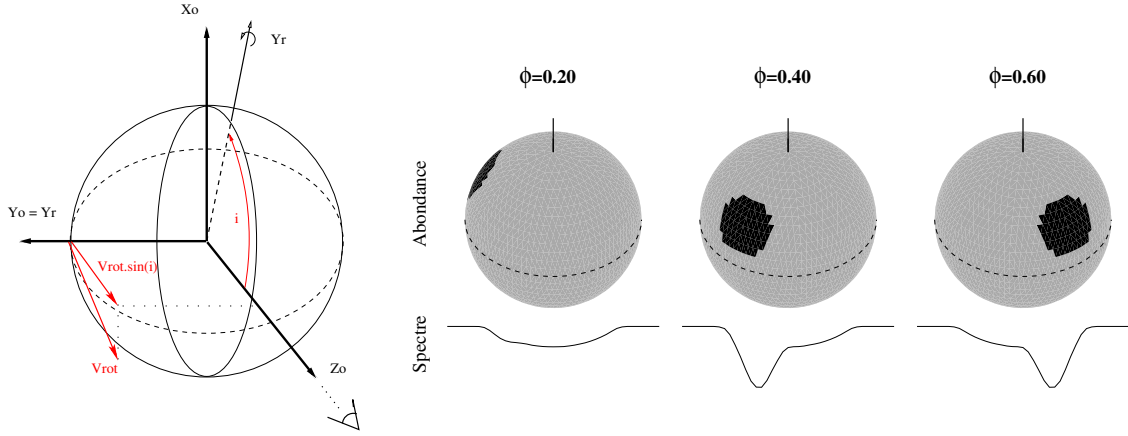 Xo
Yr
Yo = Yr
i
Vrot.sin(i)
Vrot
Zo
ϕ=0.20
ϕ=0.40
ϕ=0.60
Abondance
Spectre